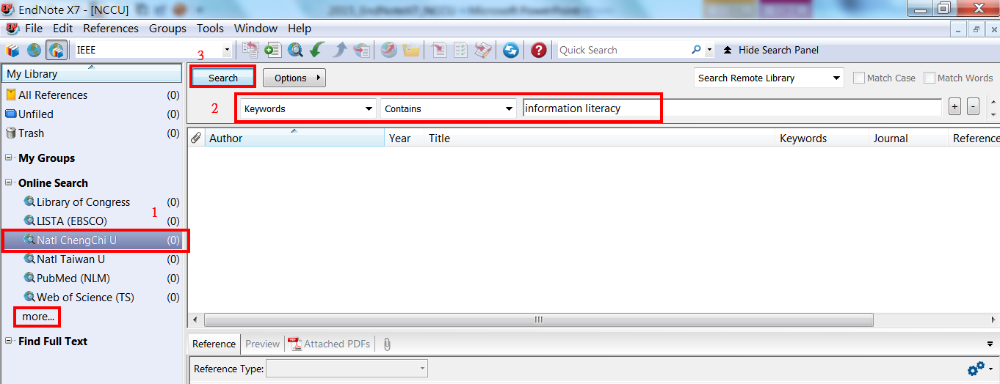 EndNote X7 - [NCCU]
2015_EndNoteX7_NCCU - Microsoft PowerPoint
File Edit References Groups Tools Window Help
IEEE
3
Quick Search
Hide Search Panel
My Library
All References (0)
Unfiled (0)
Trash (0)
My Groups
Online Search
Library of Congress (0)
1
LISTA (EBSCO) (0)
Natl ChengChi U (0)
Natl Taiwan U (0)
PubMed (NLM) (0)
Web of Science (TS) (0)
more...
Find Full Text
Search Options Search Remote Library Match Case Match Words
2 Keywords Contains information literacy + -
Author Year Title Keywords Journal Reference
Reference Preview Attached PDFs
Reference Type: